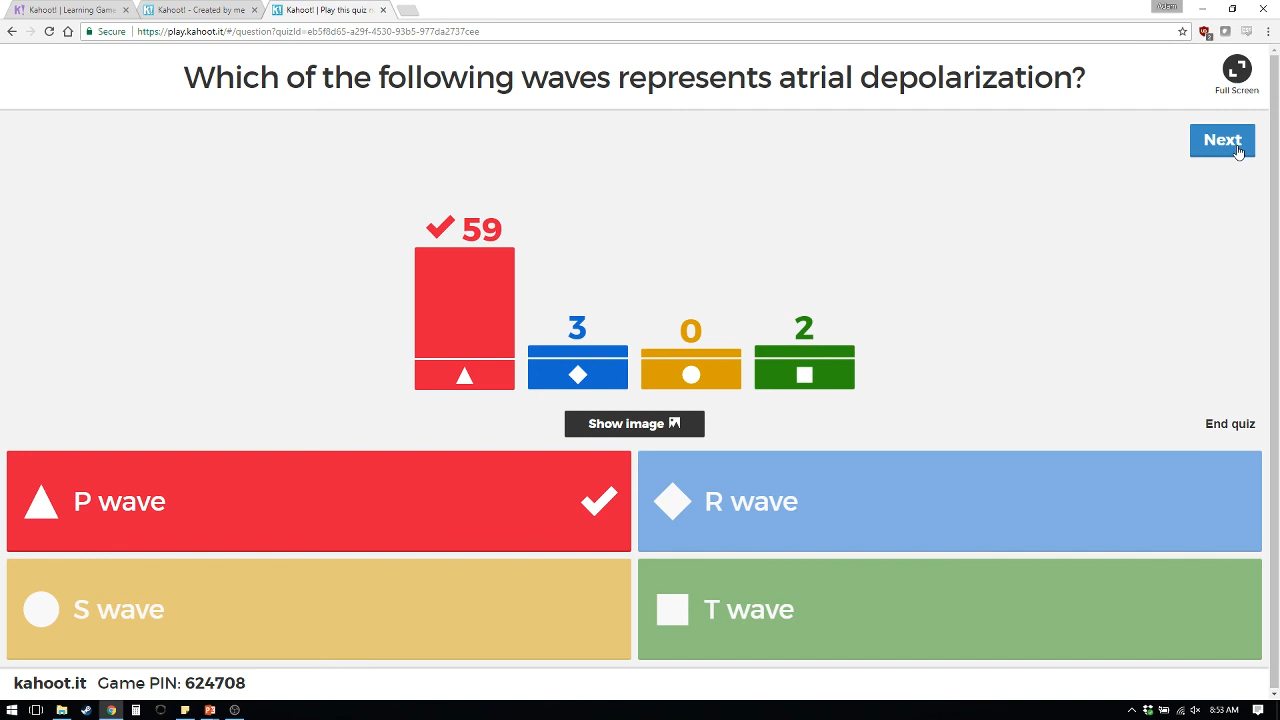 Kahoot! | Learning Game
Kahoot! - Created by me
Kahoot! | Play this quiz n
Adam
Secure
https://play.kahoot.it/#/question?quizId=eb5f8d65-a29f-4530-93b5-977da2737cee
Which of the following waves represents atrial depolarization?
Full Screen
Next
59
3
0
2
Show image
End quiz
P wave
R wave
S wave
T wave
kahoot.it Game PIN: 624708
8:53 AM